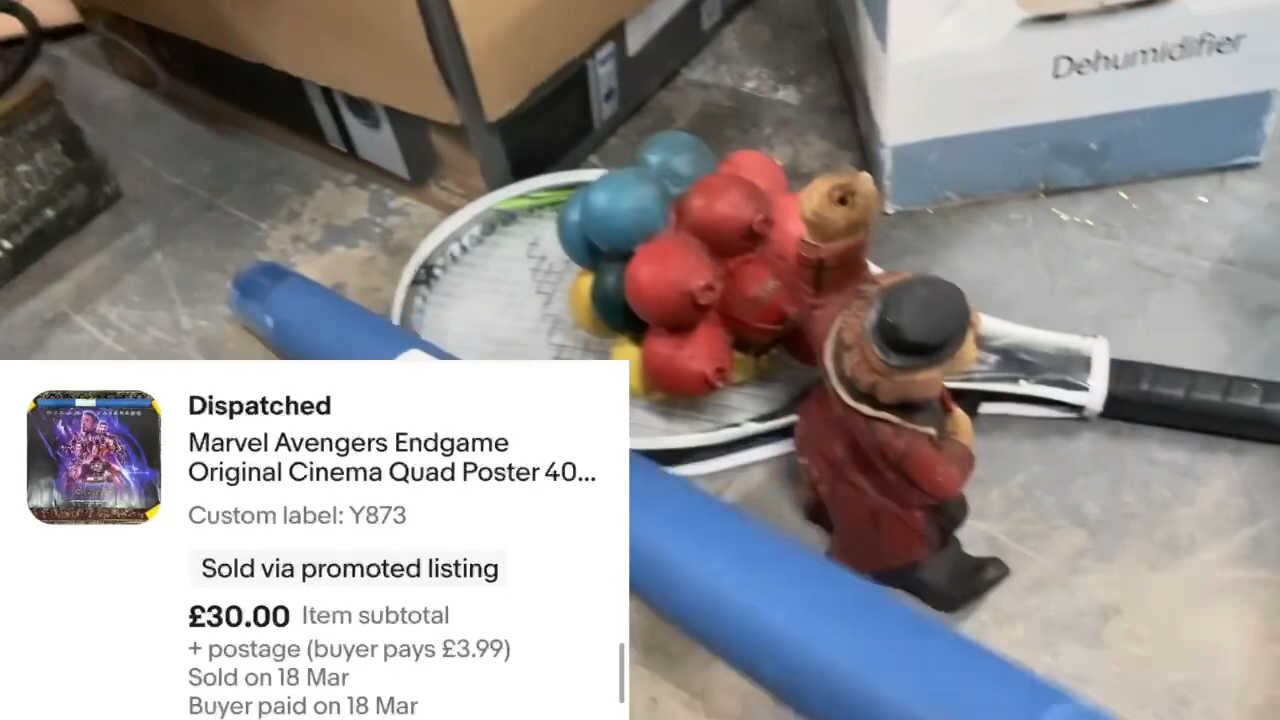 Dehumidifier
Dispatched
Marvel Avengers Endgame
Original Cinema Quad Poster 40...
Custom label: Y873
Sold via promoted listing
£30.00 Item subtotal
+ postage (buyer pays £3.99)
Sold on 18 Mar
Buyer paid on 18 Mar